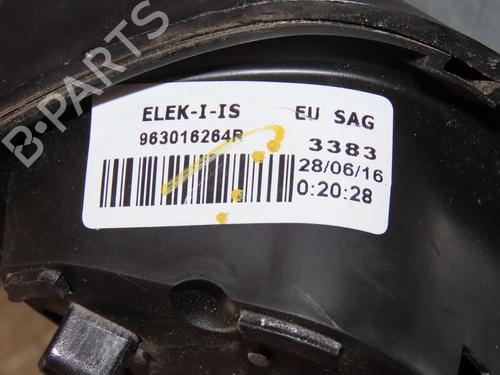 B-PARTS
ELEK-I-IS EU SAG
963016264R 3383
28/06/16
0:20:28